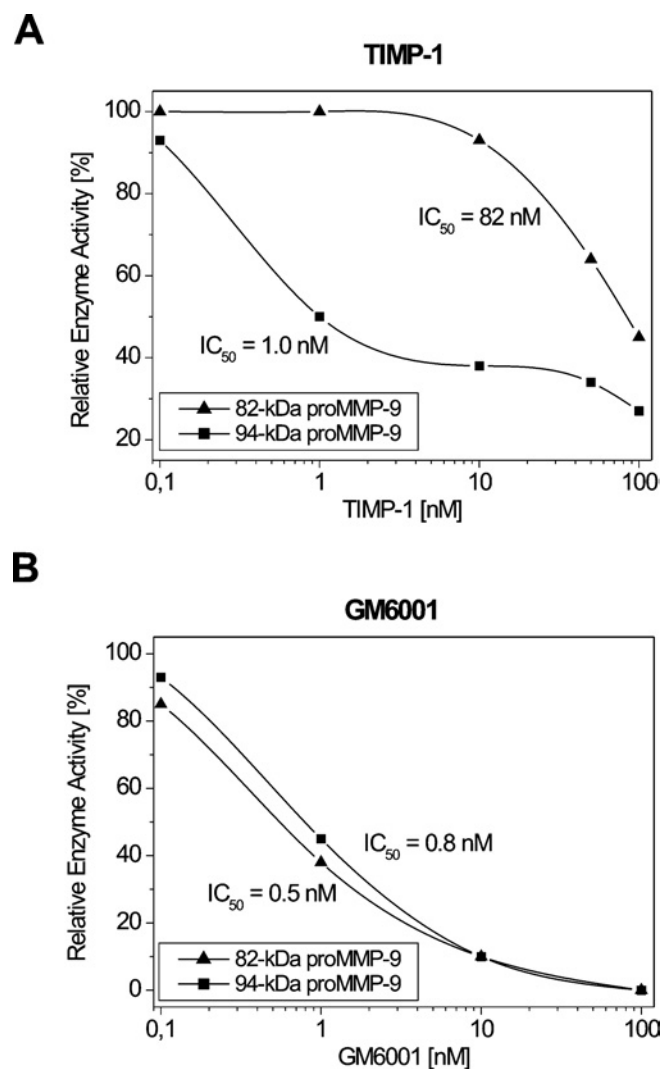 A
TIMP-1
Relative Enzyme Activity [%]
100
80
60
40
20
IC50 = 82 nM
IC50 = 1.0 nM
82-kDa proMMP-9
94-kDa proMMP-9
0,1
1
10
100
TIMP-1 [nM]
B
GM6001
Relative Enzyme Activity [%]
100
80
60
40
20
0
IC50 = 0.8 nM
IC50 = 0.5 nM
82-kDa proMMP-9
94-kDa proMMP-9
0,1
1
10
100
GM6001 [nM]